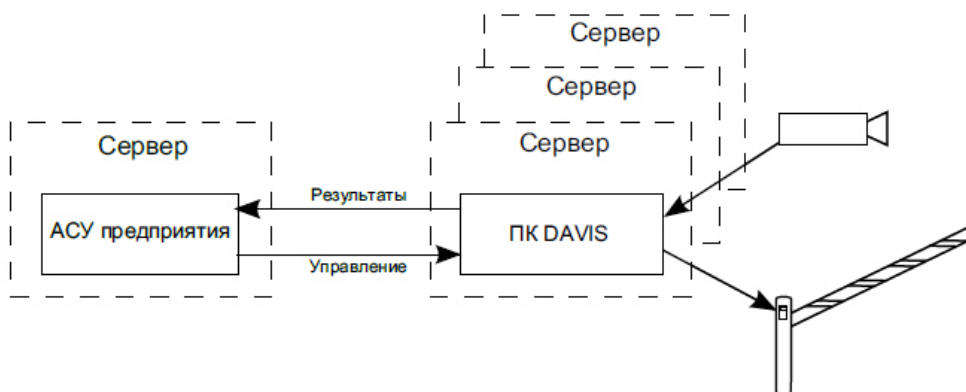 Сервер
Сервер
Сервер
Сервер
Результаты
АСУ предприятия
ПК DAVIS
Управление